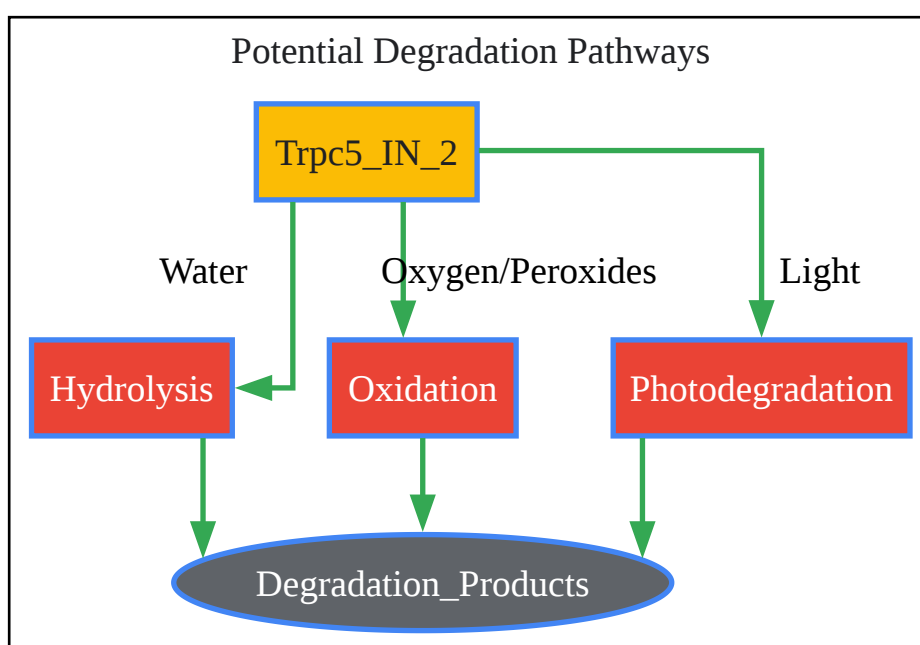 Potential Degradation Pathways
Trpc5_IN_2
Water
Oxygen/Peroxides
Light
Hydrolysis
Oxidation
Photodegradation
Degradation_Products